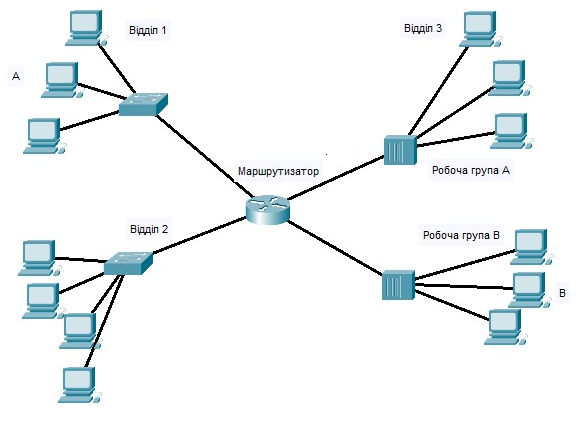 Відділ 1
Відділ 3
А
Маршрутизатор
Робоча група А
Відділ 2
Робоча група В
В